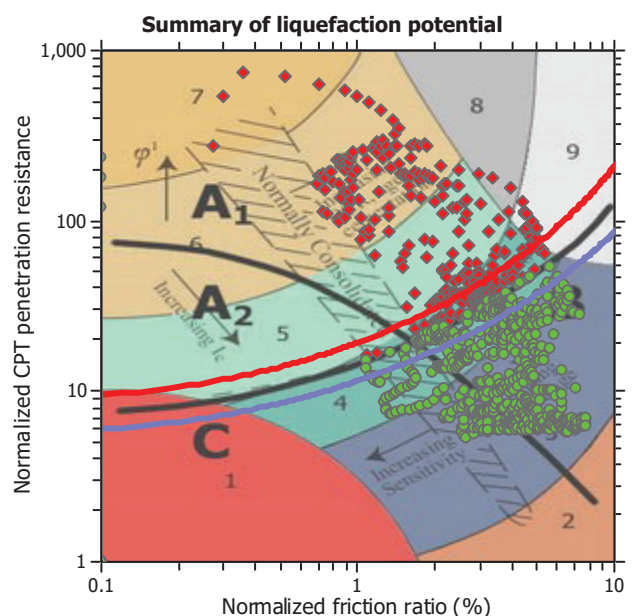 Summary of liquefaction potential
1,000
7
8
9
φ'
Normally Consolidated
100
A1
6
A2
Increasing Ic
5
B
10
4
3
C
1
Increasing
Sensitivity
2
1
0.1
1
10
Normalized CPT penetration resistance
Normalized friction ratio (%)